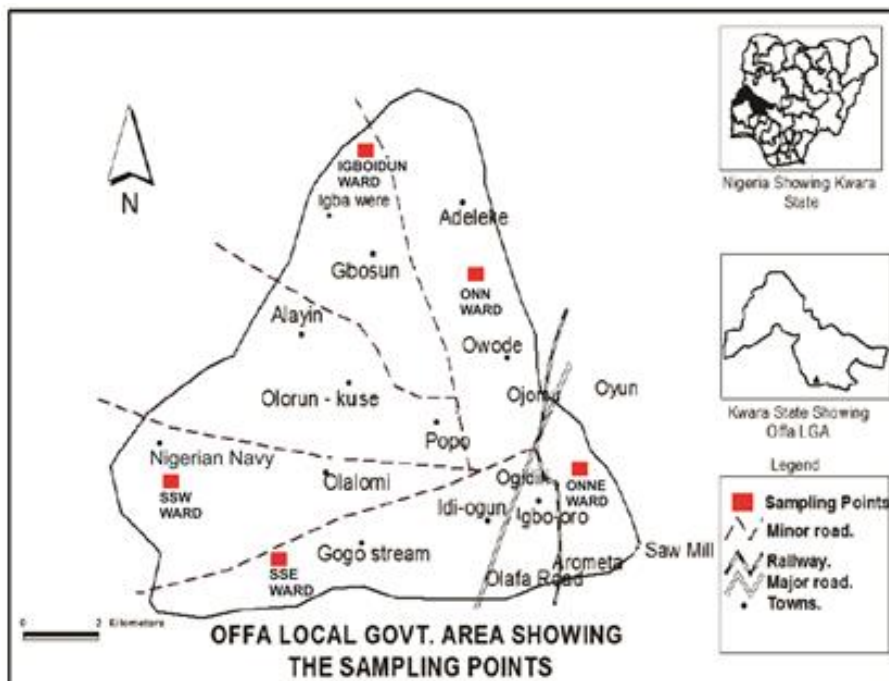 IGBOIDUN
WARD
Igba were
Adeleke
N
Gbosun
ONN
WARD
Alayin
Owode
Olorun - kuse
Ojomu
Oyun
Popo
Nigerian Navy
SSW
WARD
Olalomi
ONNE
WARD
Idi-ogun
Igbo-oro
Gogo stream
SSE
WARD
Arometa
Saw Mill
Olafa Road
0 2 Kilometers
OFFA LOCAL GOVT. AREA SHOWING
THE SAMPLING POINTS
Nigeria Showing Kwara
State
Kwara State Showing
Offa LGA
Legend
Sampling Points
Minor road.
Railway.
Major road.
Towns.